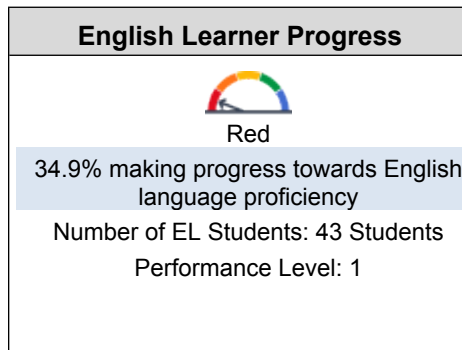 English Learner Progress
Red
34.9% making progress towards English
language proficiency
Number of EL Students: 43 Students
Performance Level: 1